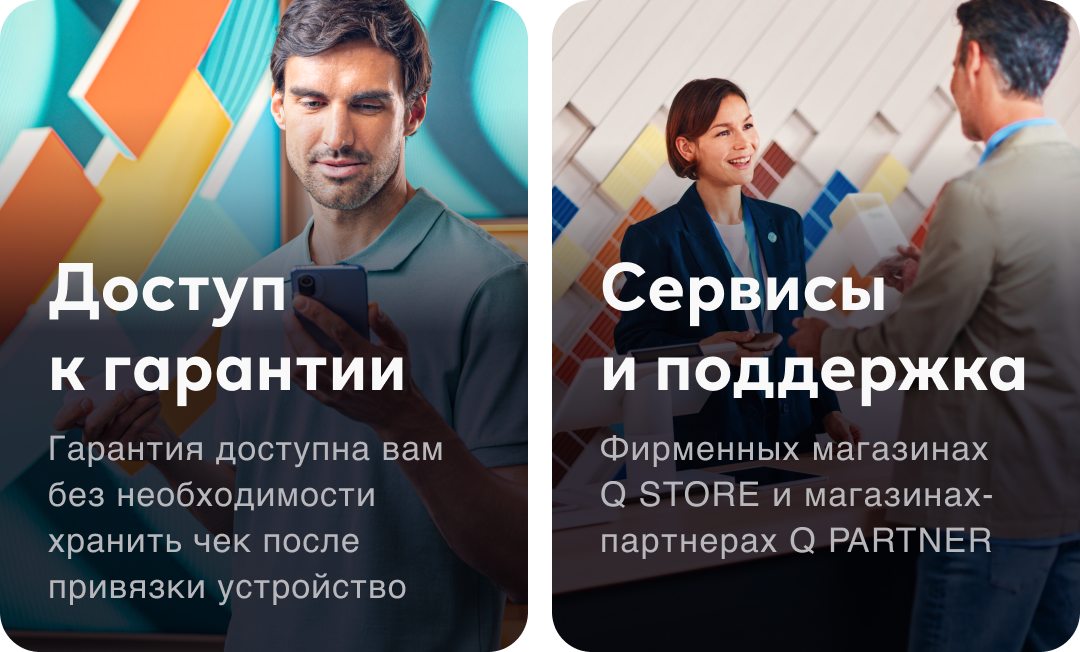 Доступ
к гарантии
Гарантия доступна вам
без необходимости
хранить чек после
привязки устройство
Сервисы
и поддержка
Фирменных магазинах
Q STORE и магазинах-
партнерах Q PARTNER